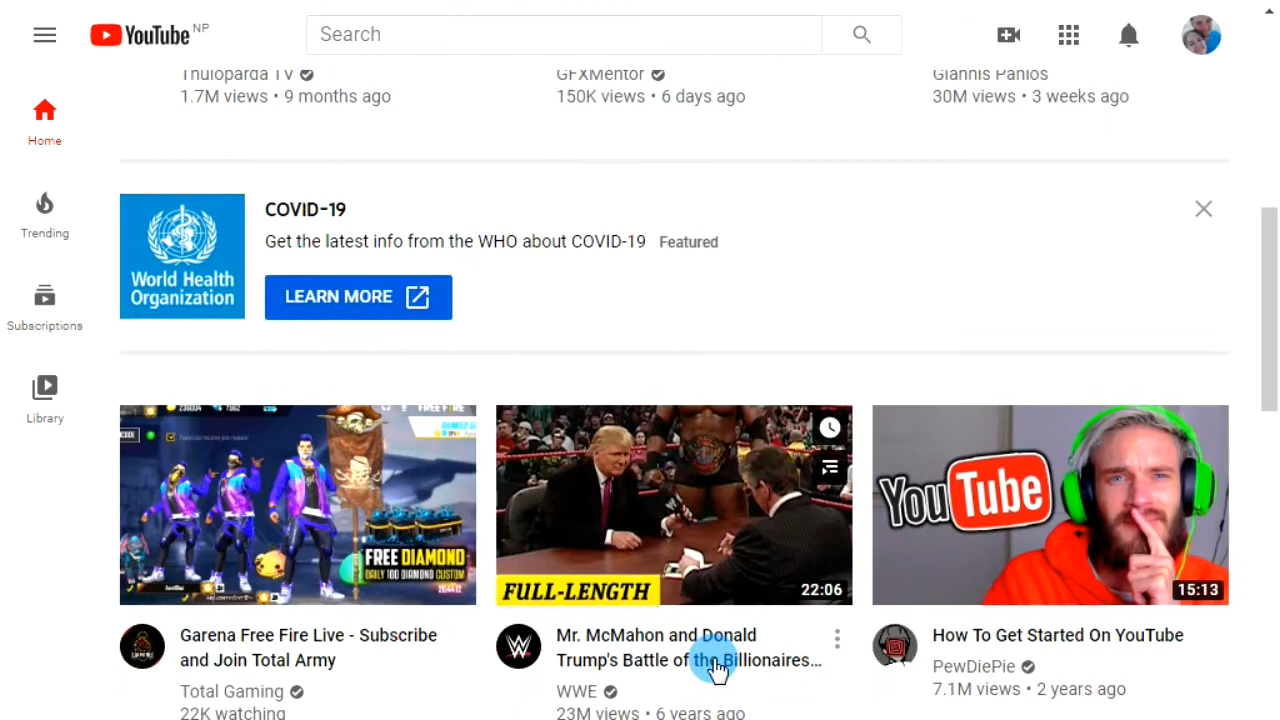 YouTube NP
Search
Thuloparda TV
GFXMentor
Giannis Panlos
1.7M views • 9 months ago
150K views • 6 days ago
30M views • 3 weeks ago
Home
Trending
Subscriptions
Library
World Health
Organization
COVID-19
Get the latest info from the WHO about COVID-19 Featured
LEARN MORE
FREE DIAMOND
DAILY 100 DIAMOND CUSTOM
FULL-LENGTH
22:06
YouTube
15:13
Garena Free Fire Live - Subscribe
and Join Total Army
Total Gaming
22K watching
Mr. McMahon and Donald
Trump's Battle of the Billionaires...
WWE
23M views • 6 years ago
How To Get Started On YouTube
PewDiePie
7.1M views • 2 years ago